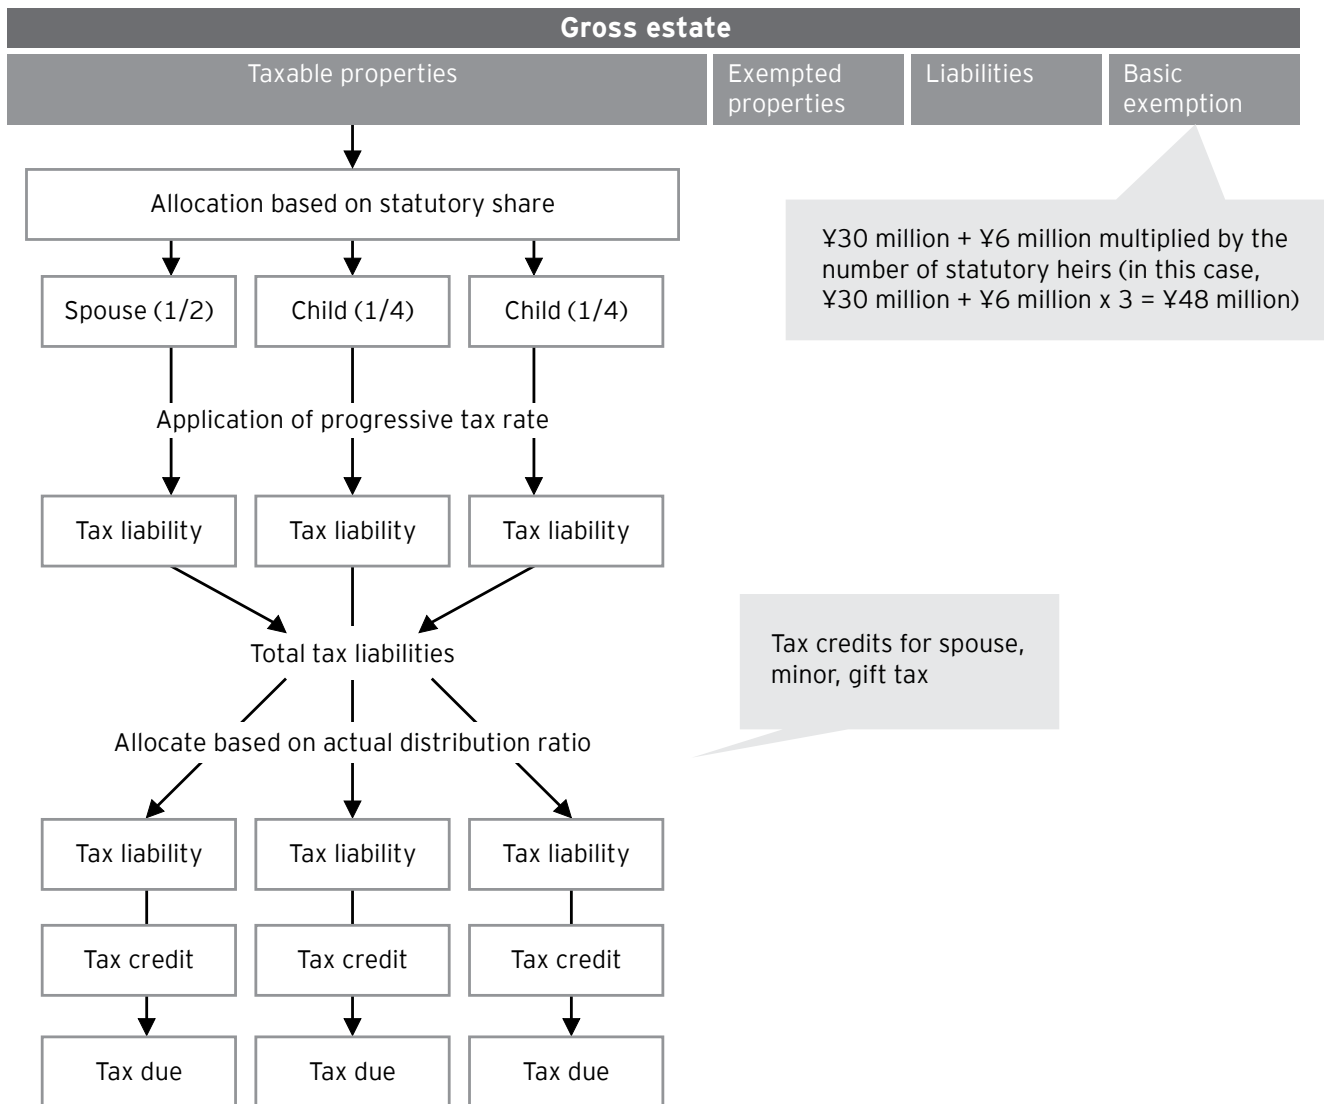 Gross estate
Taxable properties
Exempted
properties
Liabilities
Basic
exemption
Allocation based on statutory share
¥30 million + ¥6 million multiplied by the
number of statutory heirs (in this case,
¥30 million + ¥6 million x 3 = ¥48 million)
Spouse (1/2)
Child (1/4)
Child (1/4)
Application of progressive tax rate
Tax liability
Tax liability
Tax liability
Total tax liabilities
Tax credits for spouse,
minor, gift tax
Allocate based on actual distribution ratio
Tax liability
Tax liability
Tax liability
Tax credit
Tax credit
Tax credit
Tax due
Tax due
Tax due